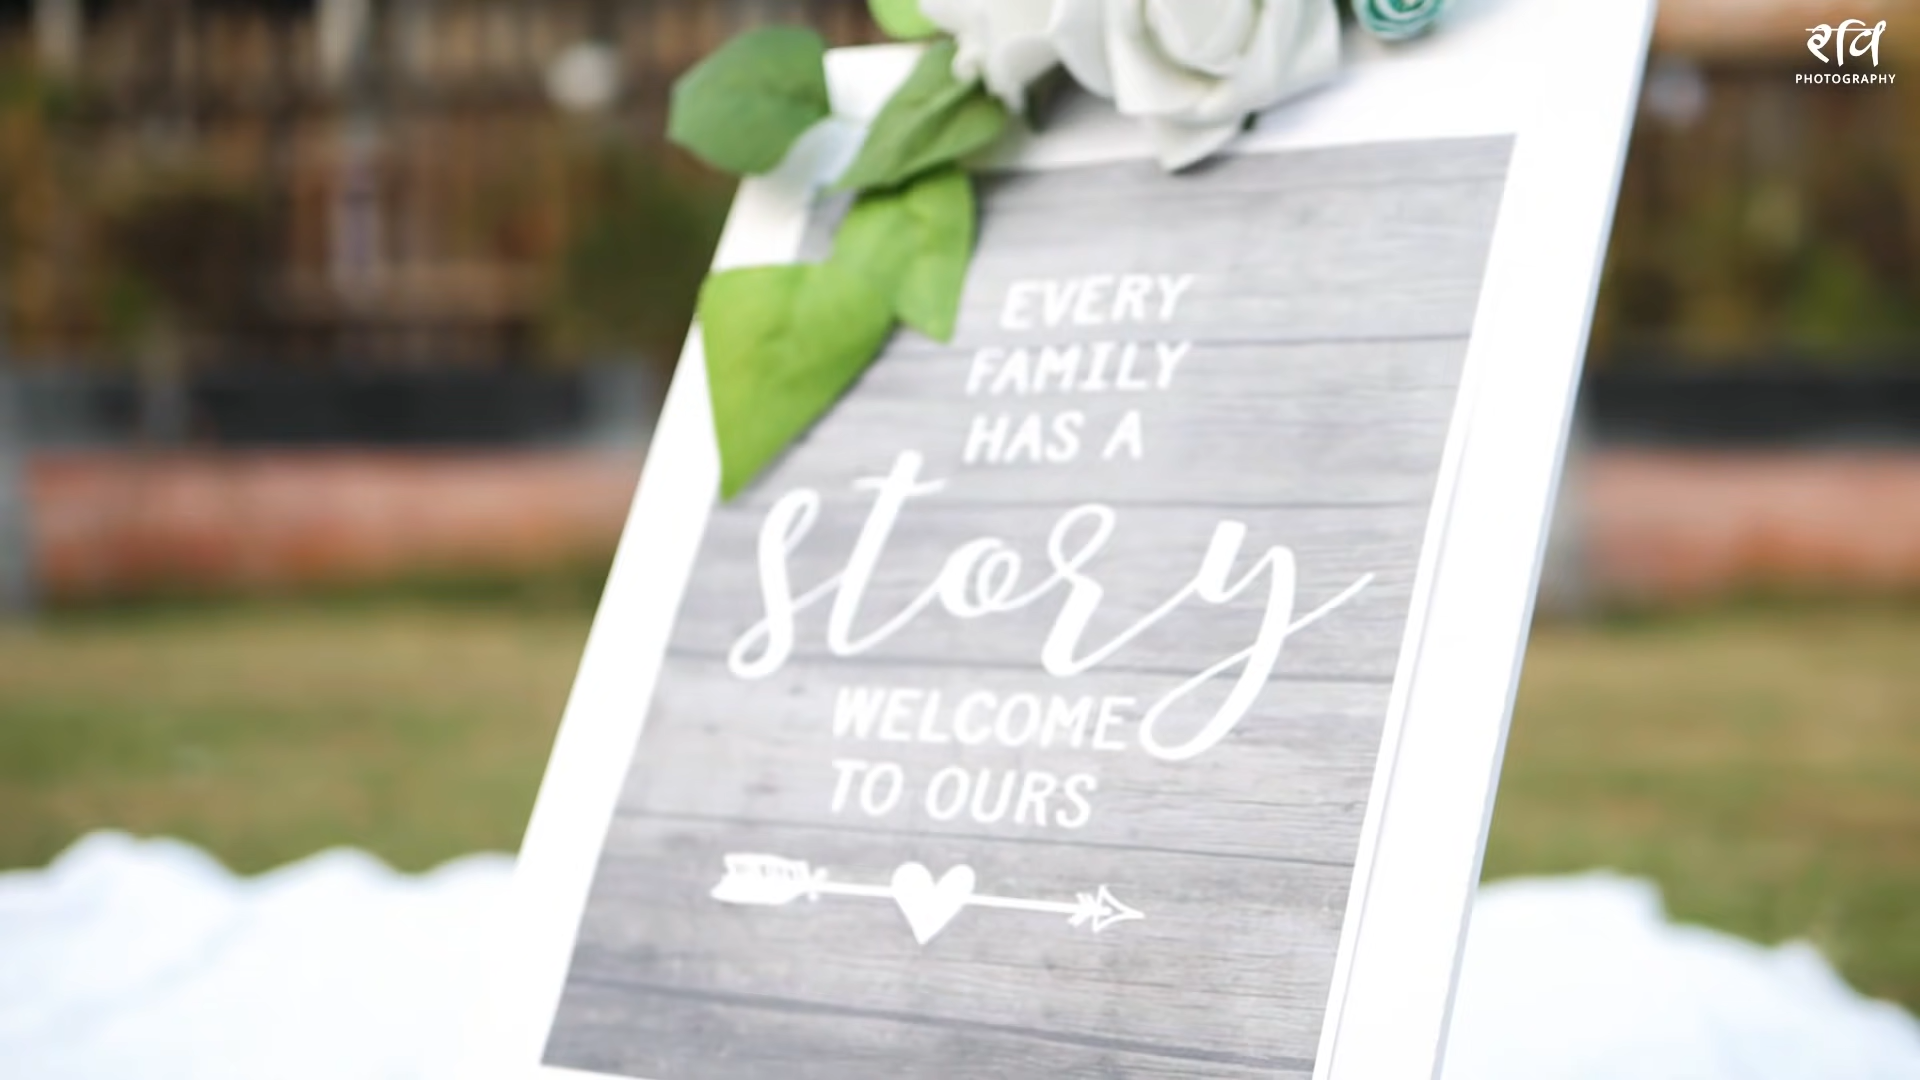 रवि
PHOTOGRAPHY
EVERY
FAMILY
HAS A
story
WELCOME
TO OURS